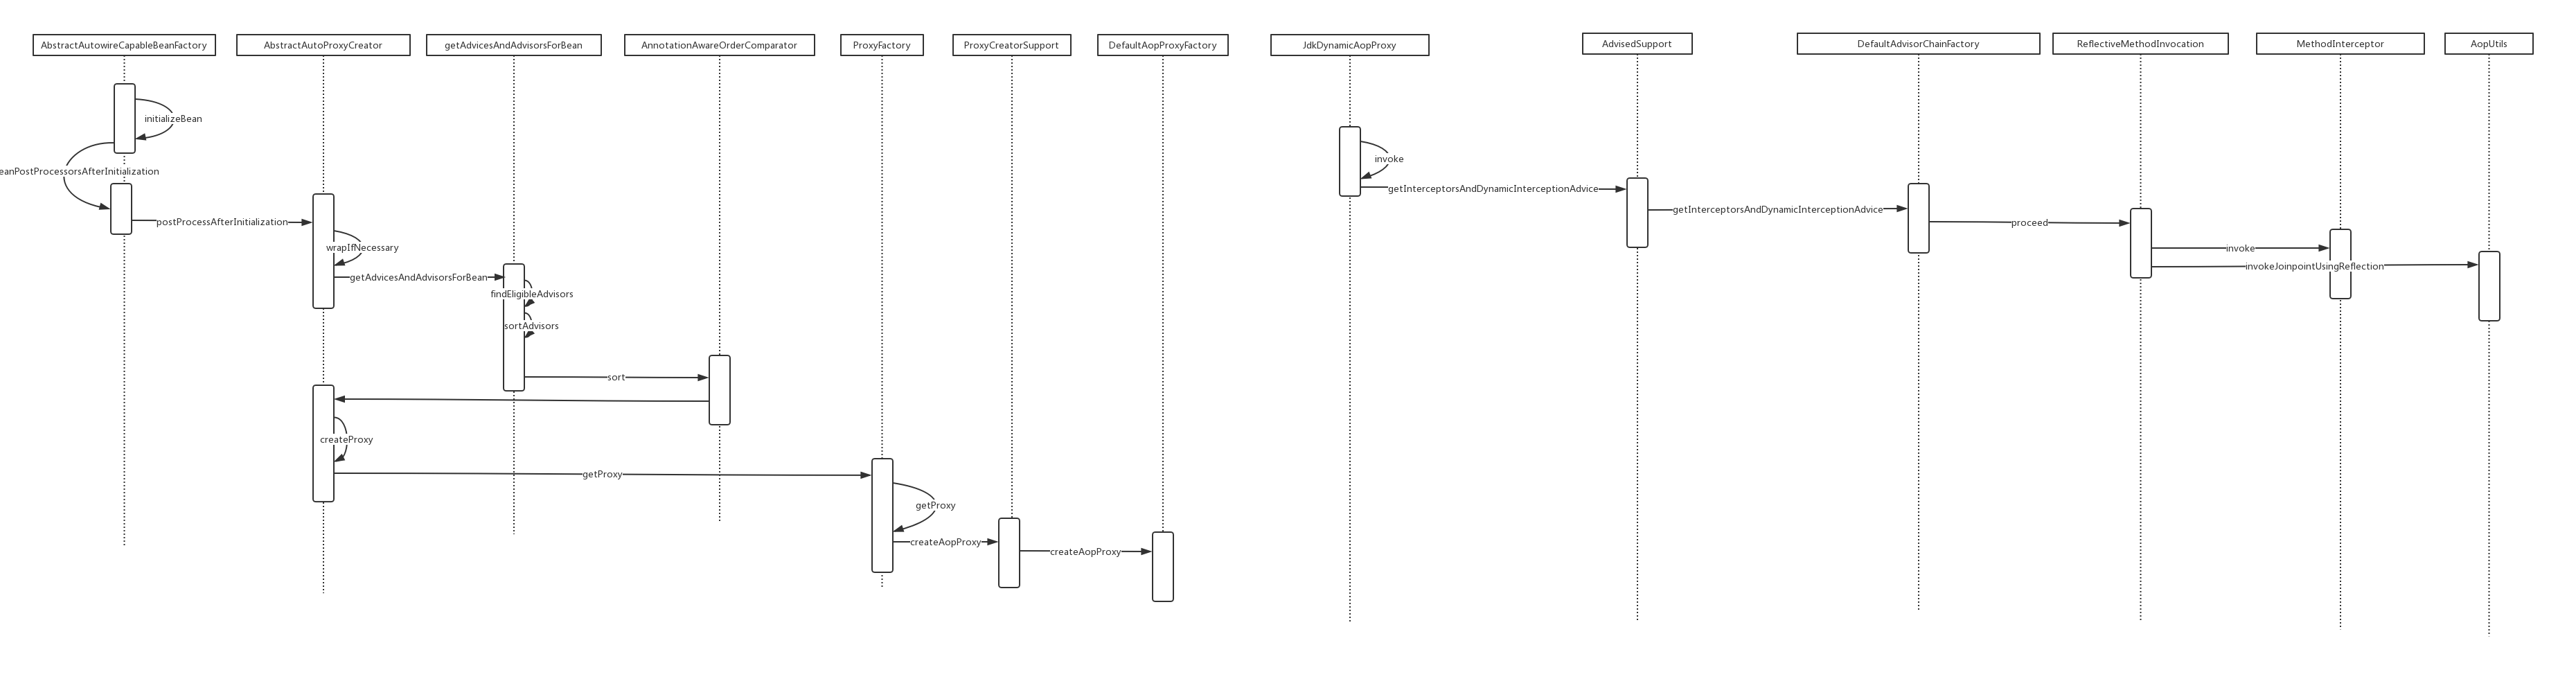 AbstractAutowireCapableBeanFactory
AbstractAutoProxyCreator
getAdvicesAndAdvisorsForBean
AnnotationAwareOrderComparator
ProxyFactory
ProxyCreatorSupport
DefaultAopProxyFactory
JdkDynamicAopProxy
AdvisedSupport
DefaultAdvisorChainFactory
ReflectiveMethodInvocation
MethodInterceptor
AopUtils
initializeBean
eanPostProcessorsAfterInitialization
postProcessAfterInitialization
wrapIfNecessary
getAdvicesAndAdvisorsForBean
findEligibleAdvisors
sortAdvisors
sort
createProxy
getProxy
getProxy
createAopProxy
createAopProxy
invoke
getInterceptorsAndDynamicInterceptionAdvice
getInterceptorsAndDynamicInterceptionAdvice
proceed
invoke
invokeJoinpointUsingReflection